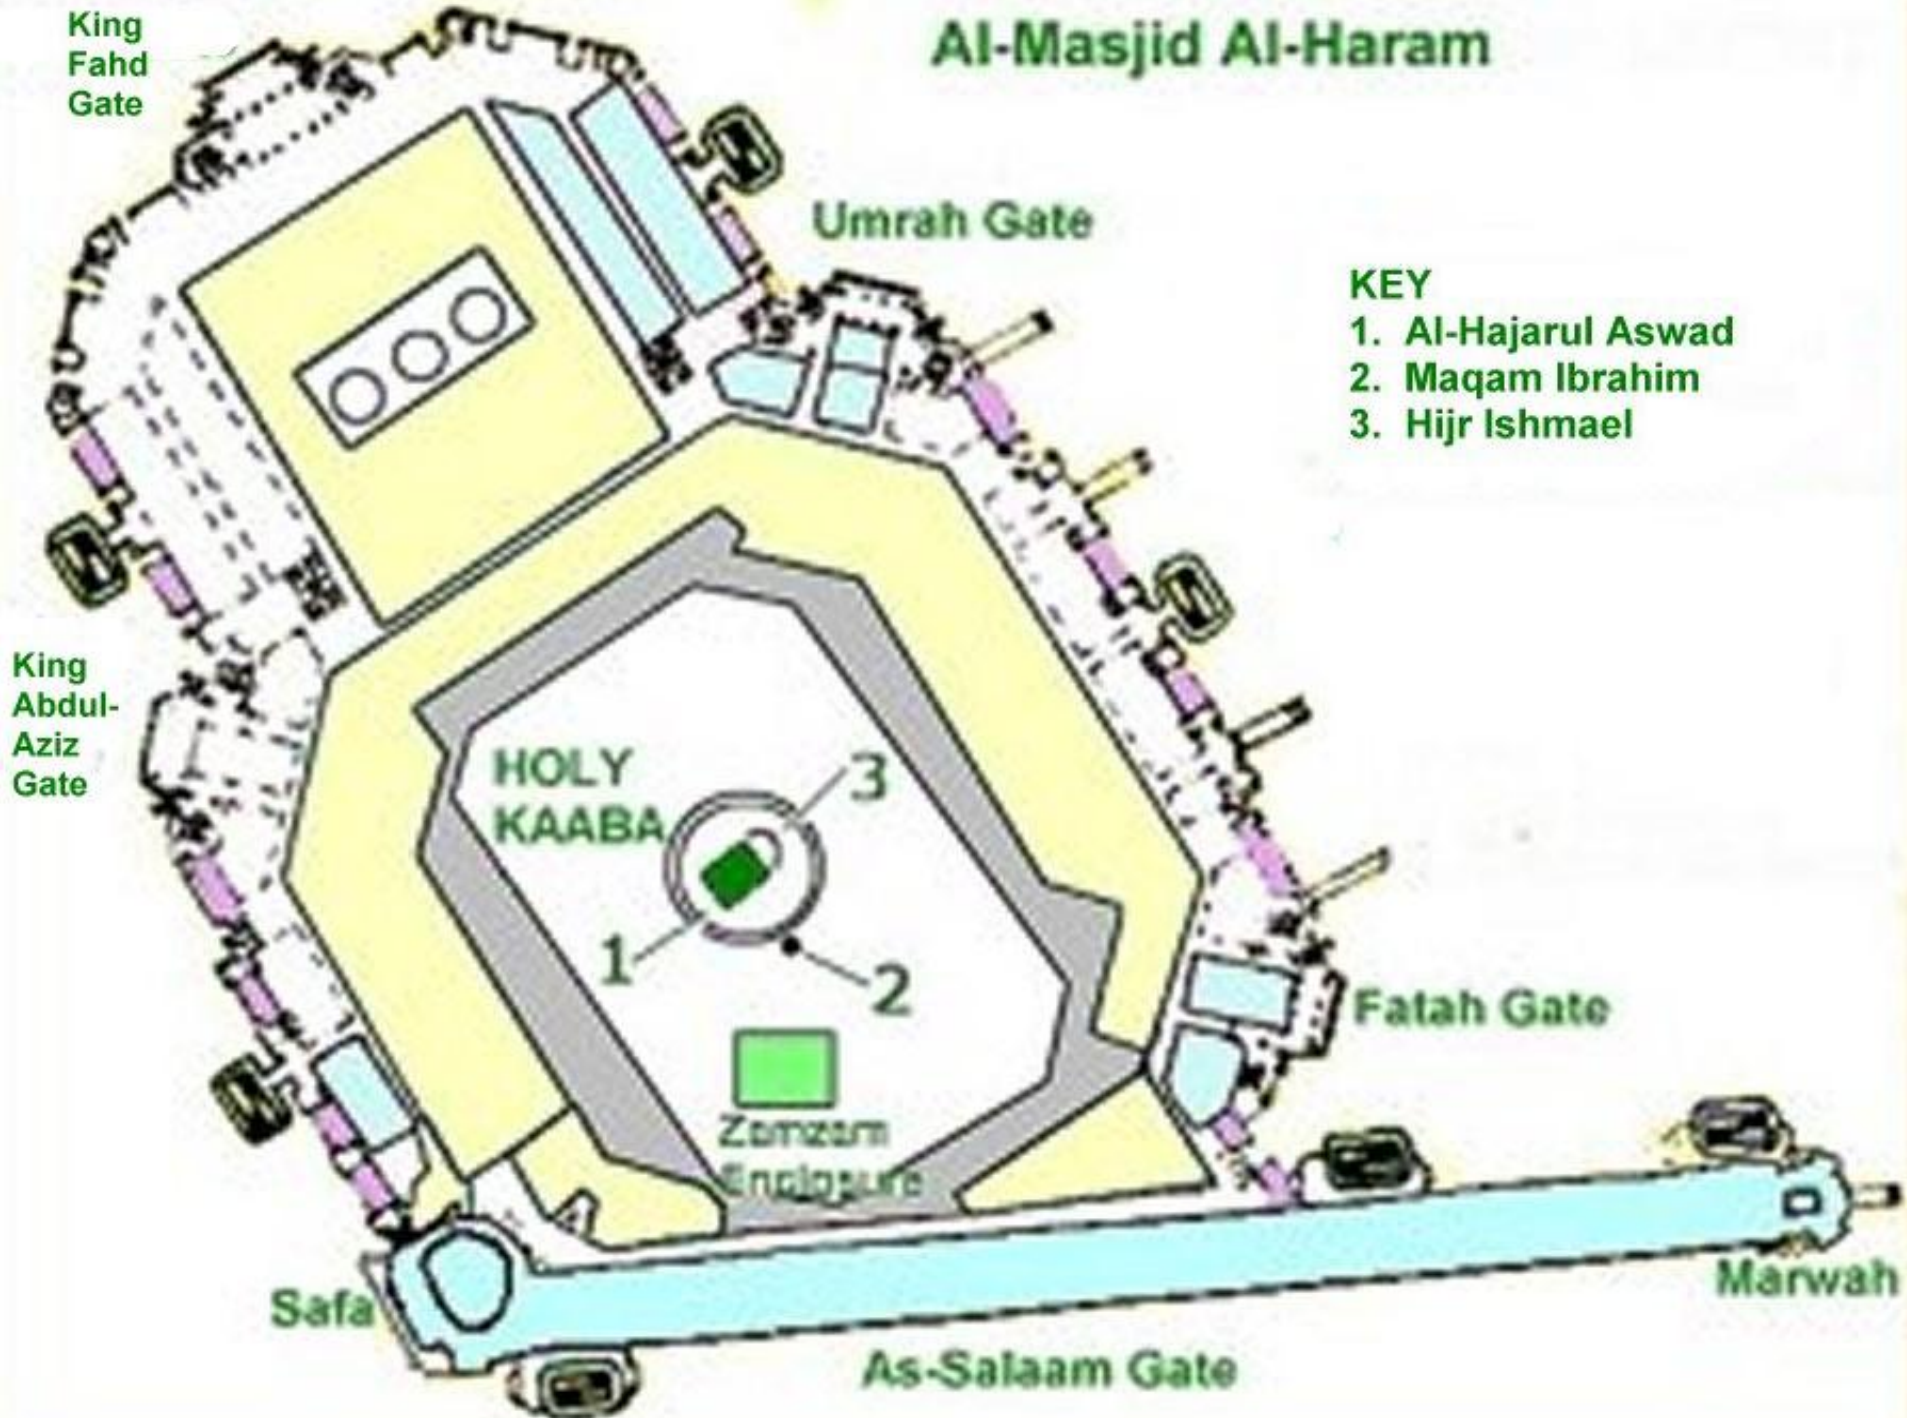 King
Fahd
Gate
Al-Masjid Al-Haram
Umrah Gate
KEY
1. Al-Hajarul Aswad
2. Maqam Ibrahim
3. Hijr Ishmael
King
Abdul-
Aziz
Gate
HOLY
KAABA
3
1
2
Fatah Gate
Zamzam
Enclosure
Safa
Marwah
As-Salaam Gate